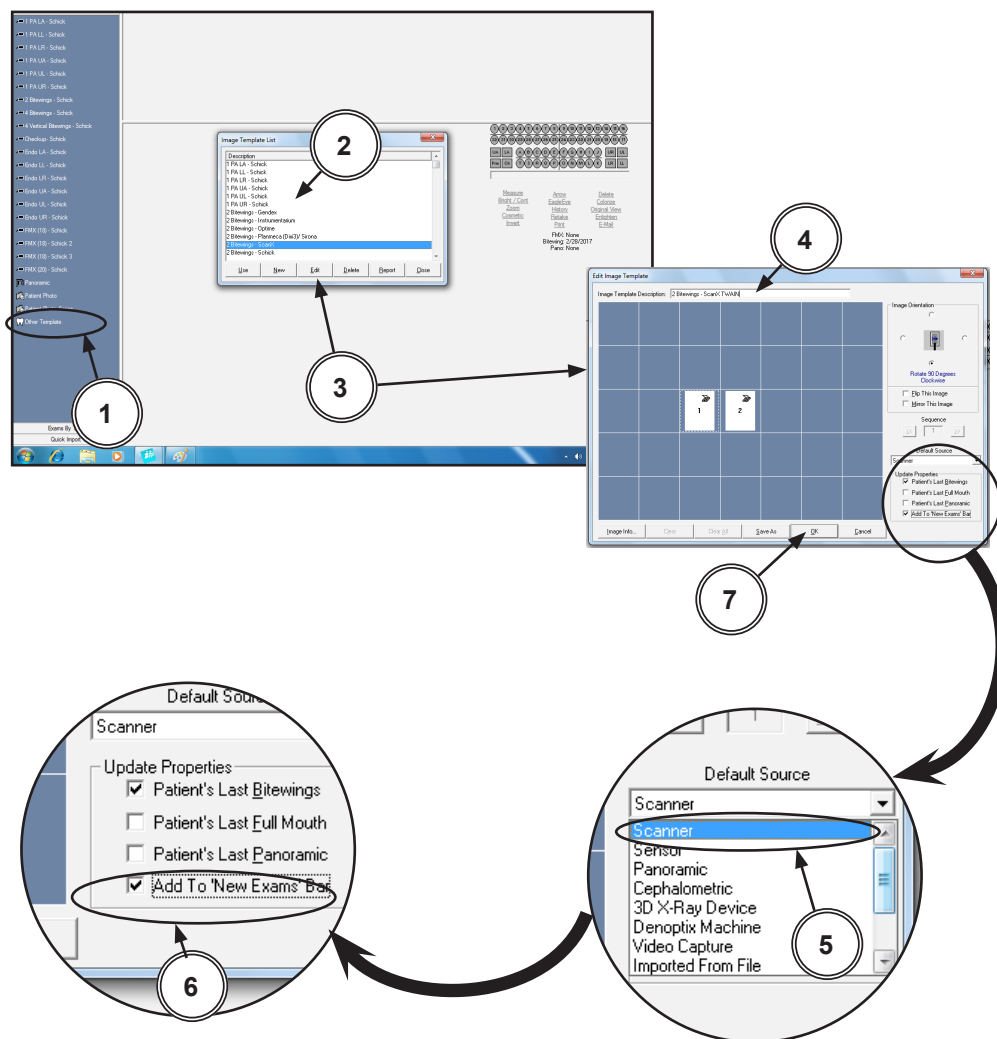 1 PA LA - Schick
1 PA LL - Schick
1 PA LR - Schick
1 PA UA - Schick
1 PA UL - Schick
1 PA UR - Schick
2 Bitewings - Schick
4 Bitewings - Schick
4 Vertical Bitewings - Schick
Checkup- Schick
Endo LA - Schick
Endo LL - Schick
Endo LR - Schick
Endo UA - Schick
Endo UL - Schick
Endo UR - Schick
FMX (18) - Schick
FMX (18) - Schick 2
FMX (18) - Schick 3
FMX (20) - Schick
Panoramic
Patient Photo
Other Template
1
Exams By
Quick Import
Image Template List
2
Description
1 PA LA - Schick
1 PA LL - Schick
1 PA LR - Schick
1 PA UA - Schick
1 PA UL - Schick
1 PA UR - Schick
2 Bitewings - Gendex
2 Bitewings - Instrumentarium
2 Bitewings - Optime
2 Bitewings - Planmeca (Dixi3)/ Sirona
2 Bitewings - ScanX
2 Bitewings - Schick
Use New Edit Delete Report Close
3
UR UL
LR LL
Measure Arrow Delete
Bright / Cont EagleEye Colorize
Zoom History Original View
Cosmetic Retake Enlighten
Invert Print E-Mail
FMX: None
Bitewing: 2/28/2017
Pano: None
4
Edit Image Template
Image Template Description: 2 Bitewings - ScanX TWAIN
Image Orientation
Rotate 90 Degrees
Clockwise
Flip This Image
Mirror This Image
Sequence
1
Default Source
Scanner
Update Properties
Patient's Last Bitewings
Patient's Last Full Mouth
Patient's Last Panoramic
Add To 'New Exams' Bar
1 2
Image Info... Clear Clear All Save As OK Cancel
7
Default
Scanner
Update Properties
Patient's Last Bitewings
Patient's Last Full Mouth
Patient's Last Panoramic
Add To 'New Exams' Bar
6
Default Source
Scanner
Scanner
Sensor
Panoramic
Cephalometric
3D X-Ray Device
Denoptix Machine
Video Capture
Imported From File
5